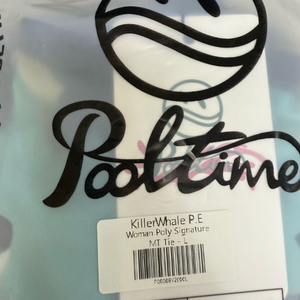 Pooltime
KillerWhale P.E
Woman Poly Signature
MT Tie - L